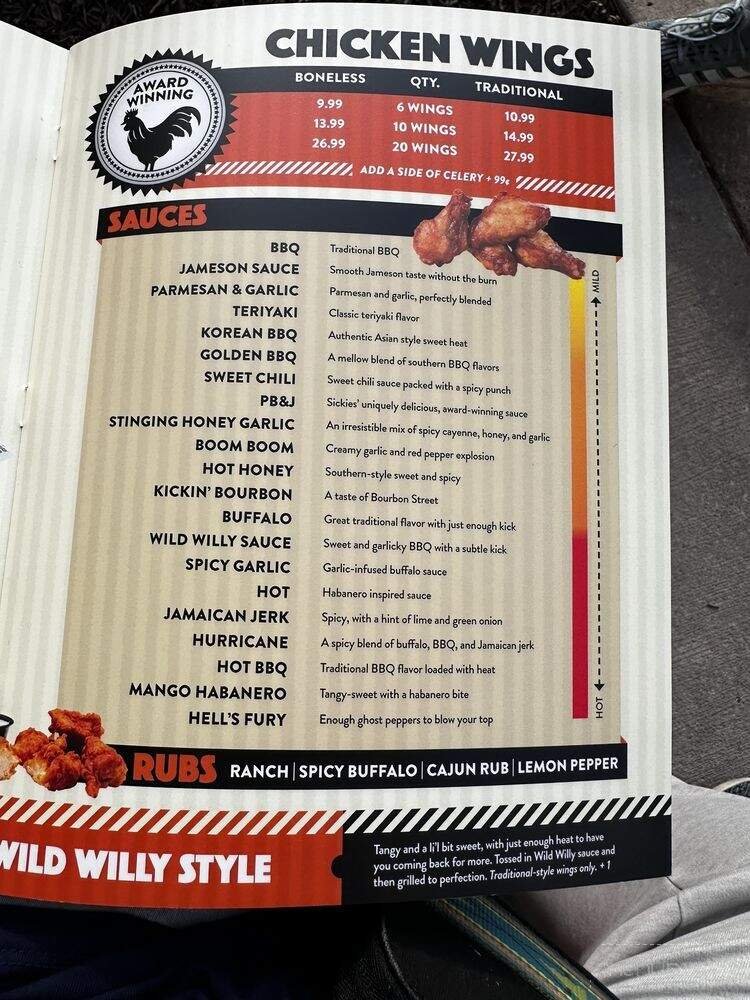 CHICKEN WINGS
AWARD
WINNING
BONELESS QTY. TRADITIONAL
9.99 6 WINGS 10.99
13.99 10 WINGS 14.99
26.99 20 WINGS 27.99
ADD A SIDE OF CELERY + 99¢
SAUCES
MILD
BBQ Traditional BBQ
JAMESON SAUCE Smooth Jameson taste without the burn
PARMESAN & GARLIC Parmesan and garlic, perfectly blended
TERIYAKI Classic teriyaki flavor
KOREAN BBQ Authentic Asian style sweet heat
GOLDEN BBQ A mellow blend of southern BBQ flavors
SWEET CHILI Sweet chili sauce packed with a spicy punch
PB&J Sickies' uniquely delicious, award-winning sauce
STINGING HONEY GARLIC An irresistible mix of spicy cayenne, honey, and garlic
BOOM BOOM Creamy garlic and red pepper explosion
HOT HONEY Southern-style sweet and spicy
KICKIN' BOURBON A taste of Bourbon Street
BUFFALO Great traditional flavor with just enough kick
WILD WILLY SAUCE Sweet and garlicky BBQ with a subtle kick
SPICY GARLIC Garlic-infused buffalo sauce
HOT Habanero inspired sauce
JAMAICAN JERK Spicy, with a hint of lime and green onion
HURRICANE A spicy blend of buffalo, BBQ, and Jamaican jerk
HOT BBQ Traditional BBQ flavor loaded with heat
MANGO HABANERO Tangy-sweet with a habanero bite
HELL'S FURY Enough ghost peppers to blow your top
HOT
RUBS RANCH | SPICY BUFFALO | CAJUN RUB | LEMON PEPPER
WILD WILLY STYLE
Tangy and a li'l bit sweet, with just enough heat to have
you coming back for more. Tossed in Wild Willy sauce and
then grilled to perfection. Traditional-style wings only. + 1